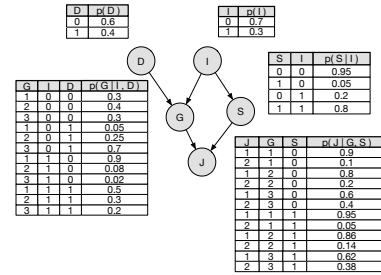 D p(D)
0 0.6
1 0.4
I p(I)
0 0.7
1 0.3
D
I
S I p(S|I)
0 0 0.95
1 0 0.05
0 1 0.2
1 1 0.8
G
S
J
G I D p(G|I,D)
1 0 0 0.3
2 0 0 0.4
3 0 0 0.3
1 0 1 0.05
2 0 1 0.25
3 0 1 0.7
1 1 0 0.9
2 1 0 0.08
3 1 0 0.02
1 1 1 0.5
2 1 1 0.3
3 1 1 0.2
J G S p(J|G,S)
1 1 0 0.9
2 1 0 0.1
1 2 0 0.8
2 2 0 0.2
1 3 0 0.6
2 3 0 0.4
1 1 1 0.95
2 1 1 0.05
1 2 1 0.86
2 2 1 0.14
1 3 1 0.62
2 3 1 0.38